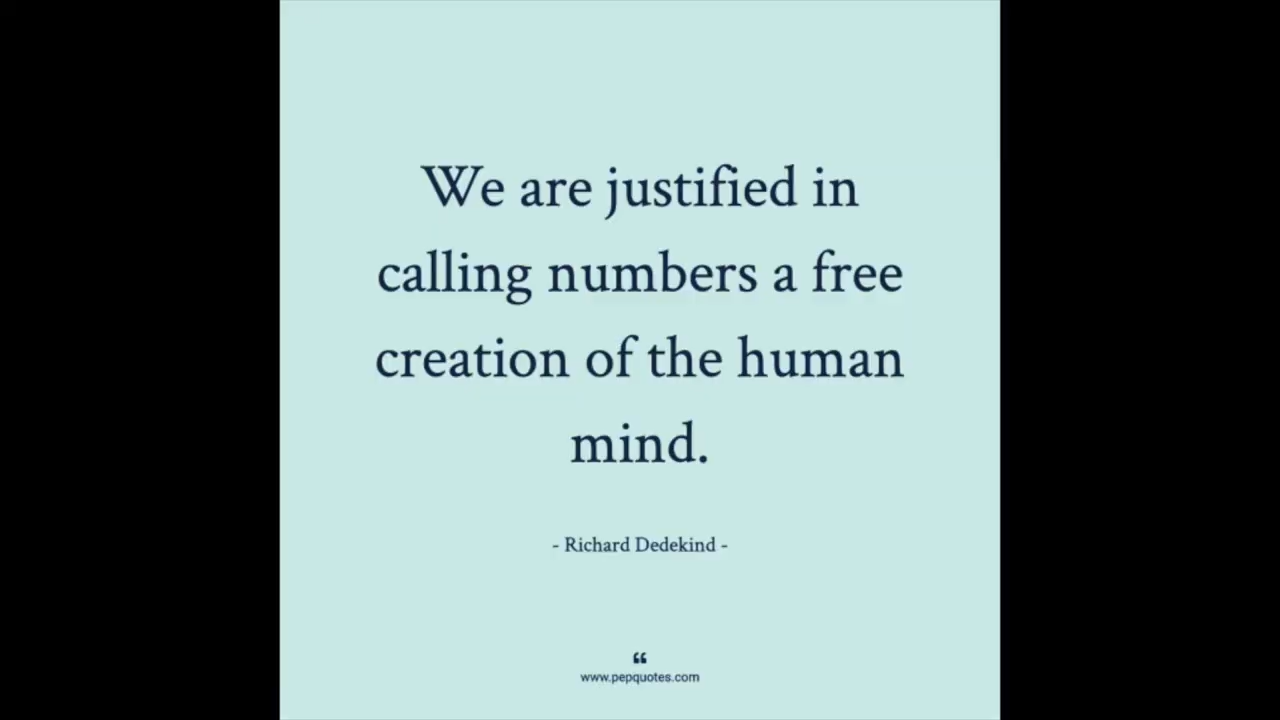 We are justified in
calling numbers a free
creation of the human
mind.
- Richard Dedekind -
“
www.pepquotes.com